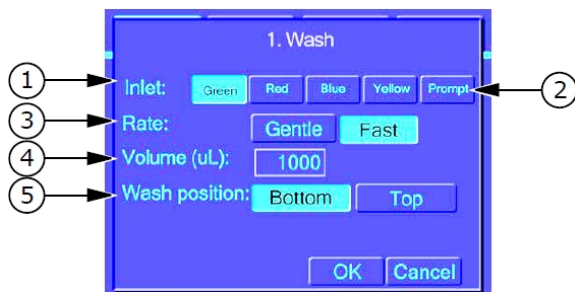 1. Wash
1 Inlet: Green Red Blue Yellow Prompt 2
3 Rate: Gentle Fast
4 Volume (uL): 1000
5 Wash position: Bottom Top
OK Cancel